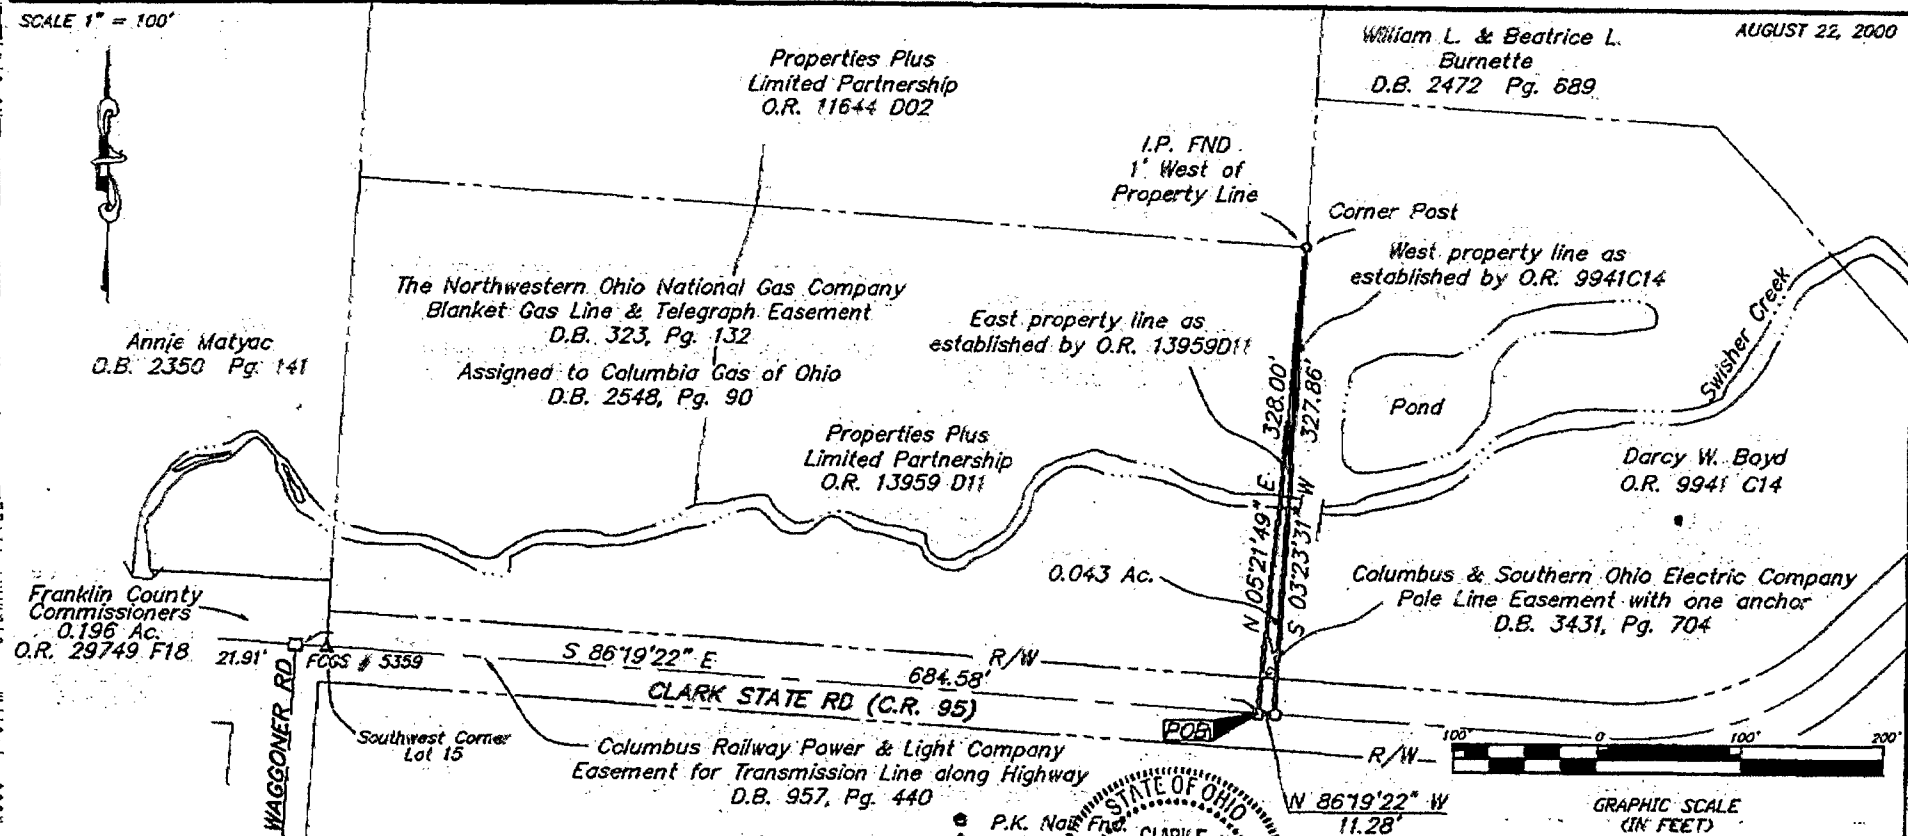 SCALE 1" = 100'
AUGUST 22, 2000
Properties Plus
Limited Partnership
O.R. 11644 D02
William L. & Beatrice L.
Burnette
D.B. 2472 Pg. 689
I.P. FND
1' West of
Property Line
Corner Post
West property line as
established by O.R. 9941C14
The Northwestern Ohio National Gas Company
Blanket Gas Line & Telegraph Easement
D.B. 323, Pg. 132
Assigned to Columbia Gas of Ohio
D.B. 2548, Pg. 90
East property line as
established by O.R. 13959D11
Annie Matyac
D.B. 2350 Pg. 141
Swisher Creek
Pond
N 05°21'49" E 328.00'
S 03°23'31" W 327.86'
Properties Plus
Limited Partnership
O.R. 13959 D11
Darcy W. Boyd
O.R. 9941 C14
0.043 Ac.
Columbus & Southern Ohio Electric Company
Pole Line Easement with one anchor
D.B. 3431, Pg. 704
Franklin County
Commissioners
0.196 Ac.
O.R. 29749 F18
21.91'
FCGS # 5359
S 86°19'22" E
684.58'
R/W
CLARK STATE RD (C.R. 95)
WAGGONER RD
Southwest Corner
Lot 15
POB
R/W
Columbus Railway Power & Light Company
Easement for Transmission Line along Highway
D.B. 957, Pg. 440
100' 0 100' 200'
GRAPHIC SCALE
(IN FEET)
N 86°19'22" W
11.28'
P.K. Nail Fnd.
STATE OF OHIO